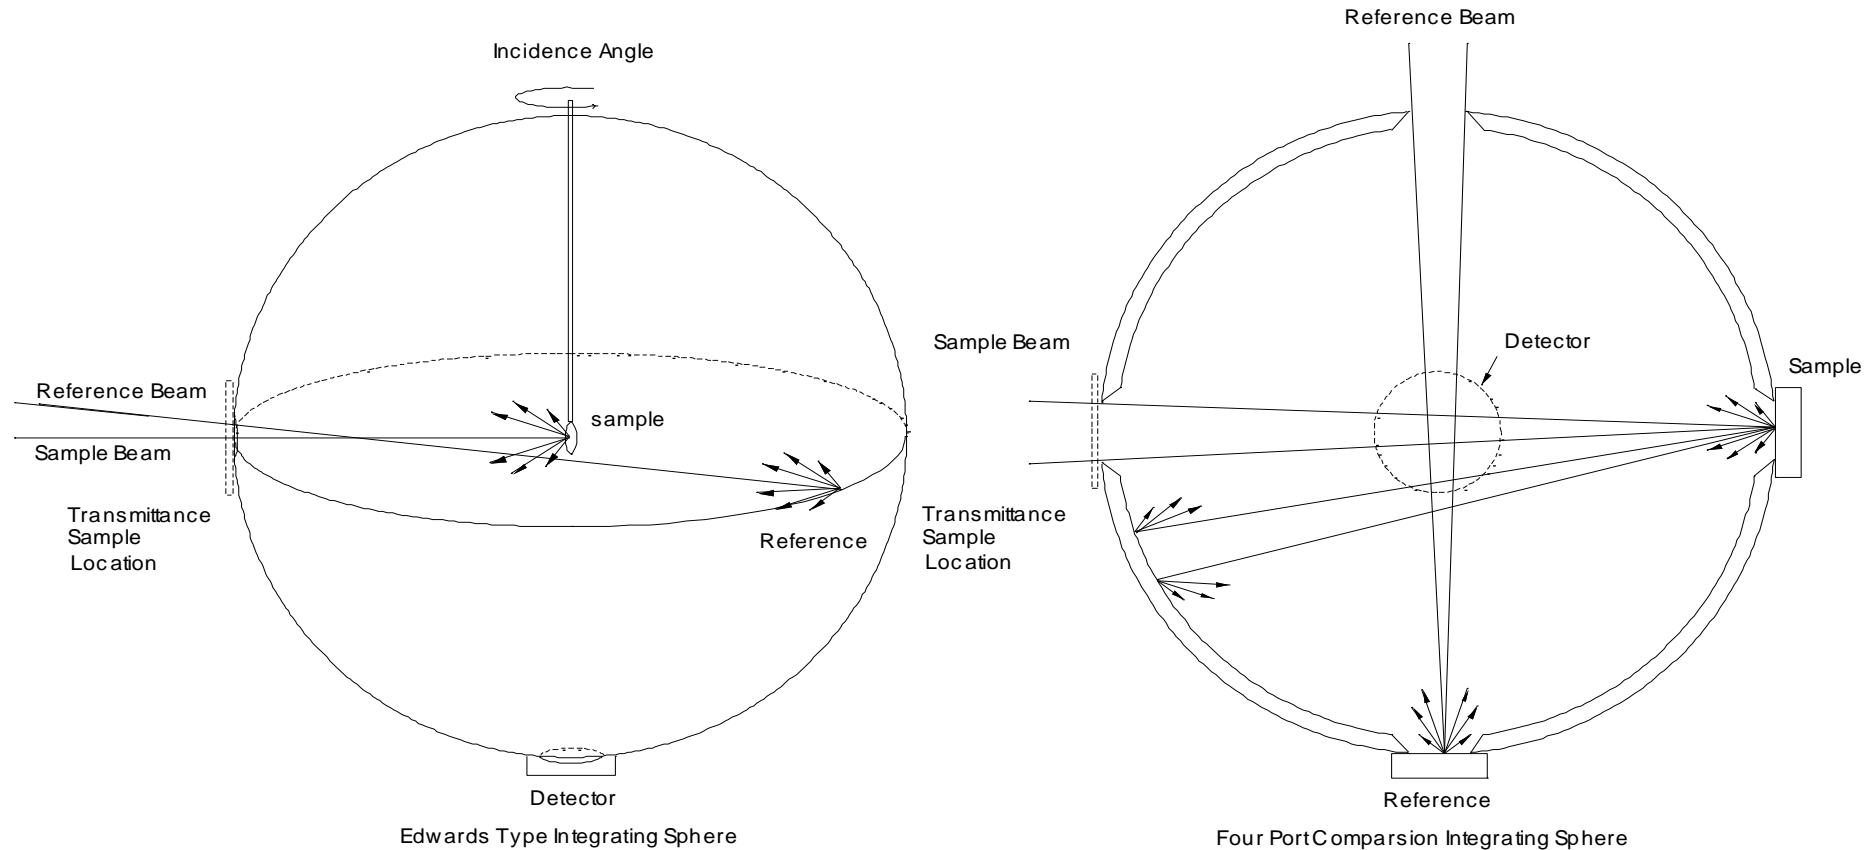 Incidence Angle
Reference Beam
Sample Beam
sample
Transmittance
Sample
Location
Reference
Detector
Edwards Type Integrating Sphere
Reference Beam
Sample Beam
Detector
Sample
Transmittance
Sample
Location
Reference
Four Port Comparsion Integrating Sphere